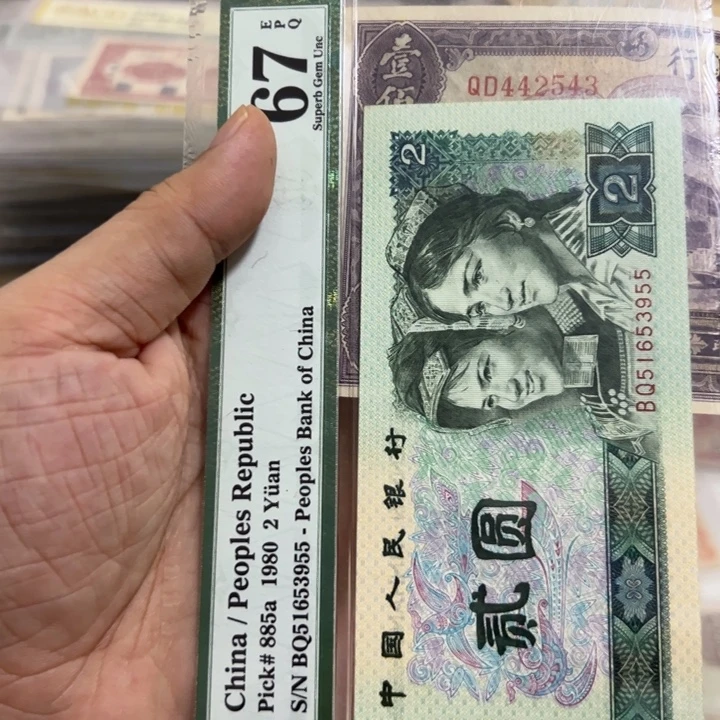 China / Peoples Republic
Pick# 885a 1980 2 Yüan
S/N BQ51653955 - Peoples Bank of China
67
EPQ
Superb Gem Unc
中国人民银行
贰圆
2
2
BQ51653955
壹
QD442543
行